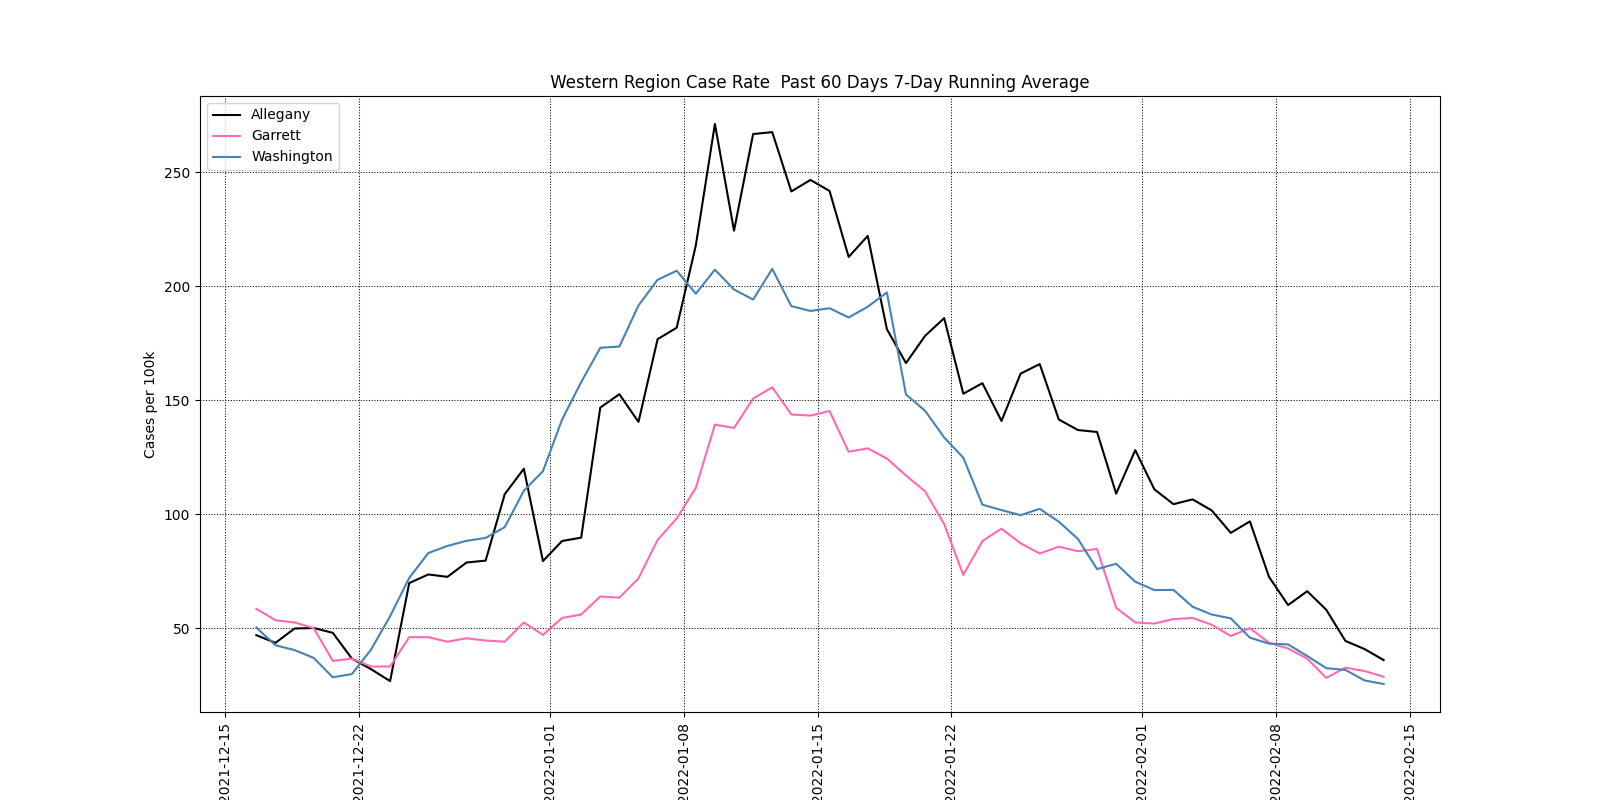 Western Region Case Rate  Past 60 Days 7-Day Running Average
Allegany
Garrett
Washington
250
200
150
100
50
Cases per 100k
2021-12-15
2021-12-22
2022-01-01
2022-01-08
2022-01-15
2022-01-22
2022-02-01
2022-02-08
2022-02-15